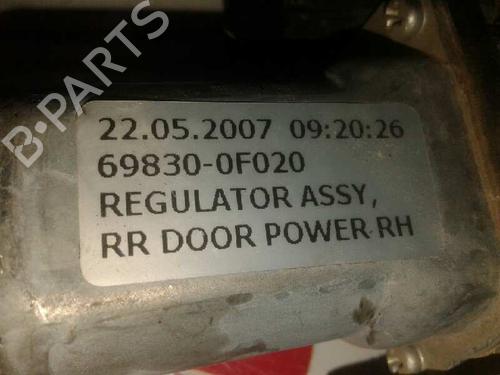 B-PARTS
22.05.2007 09:20:26
69830-0F020
REGULATOR ASSY,
RR DOOR POWER RH